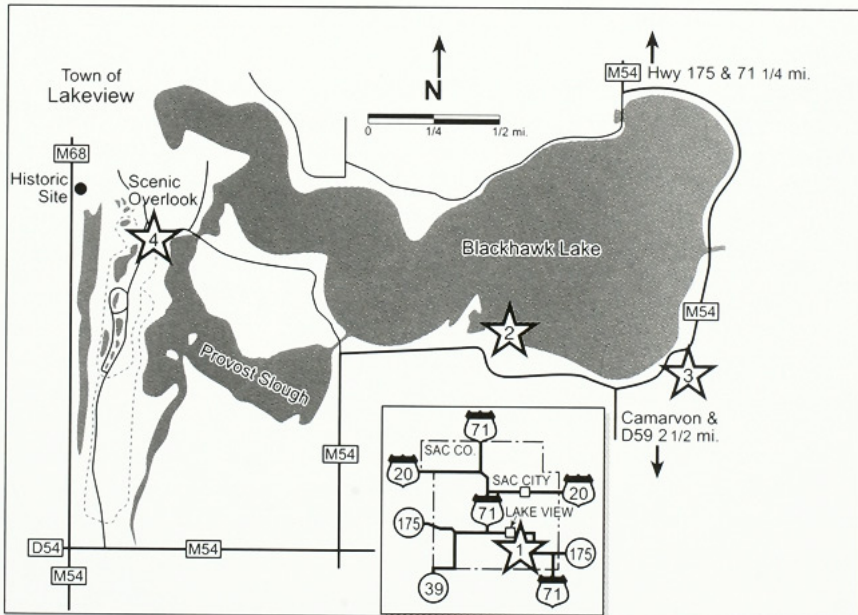 Town of
Lakeview
N
0 1/4 1/2 mi.
M54 Hwy 175 & 71 1/4 mi.
M68
Historic
Site
Scenic
Overlook
4
Blackhawk Lake
2
M54
3
Provost Slough
Camarvon &
D59 2 1/2 mi.
M54
71
SAC CO.
20
SAC CITY
20
71
LAKE VIEW
175
1
175
39
71
D54
M54
M54